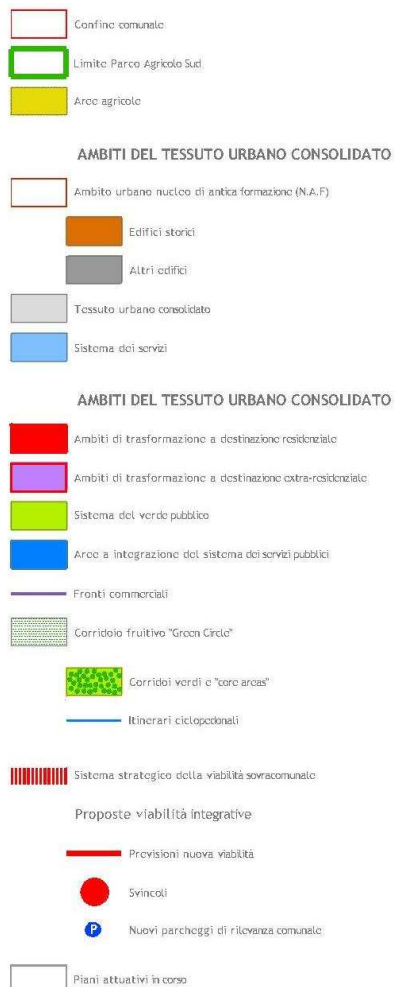 Confine comunale
Limite Parco Agricolo Sud
Aree agricole
AMBITI DEL TESSUTO URBANO CONSOLIDATO
Ambito urbano nucleo di antica formazione (N.A.F)
Edifici storici
Altri edifici
Tessuto urbano consolidato
Sistema dei servizi
AMBITI DEL TESSUTO URBANO CONSOLIDATO
Ambiti di trasformazione a destinazione residenziale
Ambiti di trasformazione a destinazione extra-residenziale
Sistema del verde pubblico
Aree a integrazione del sistema dei servizi pubblici
Fronti commerciali
Corridoio fruitivo "Green Circle"
Corridoi verdi e "core areas"
Itinerari ciclopedonali
Sistema strategico della viabilità sovracomunale
Proposte viabilità integrative
Previsioni nuova viabilità
Svincoli
P Nuovi parcheggi di rilevanza comunale
Piani attuativi in corso